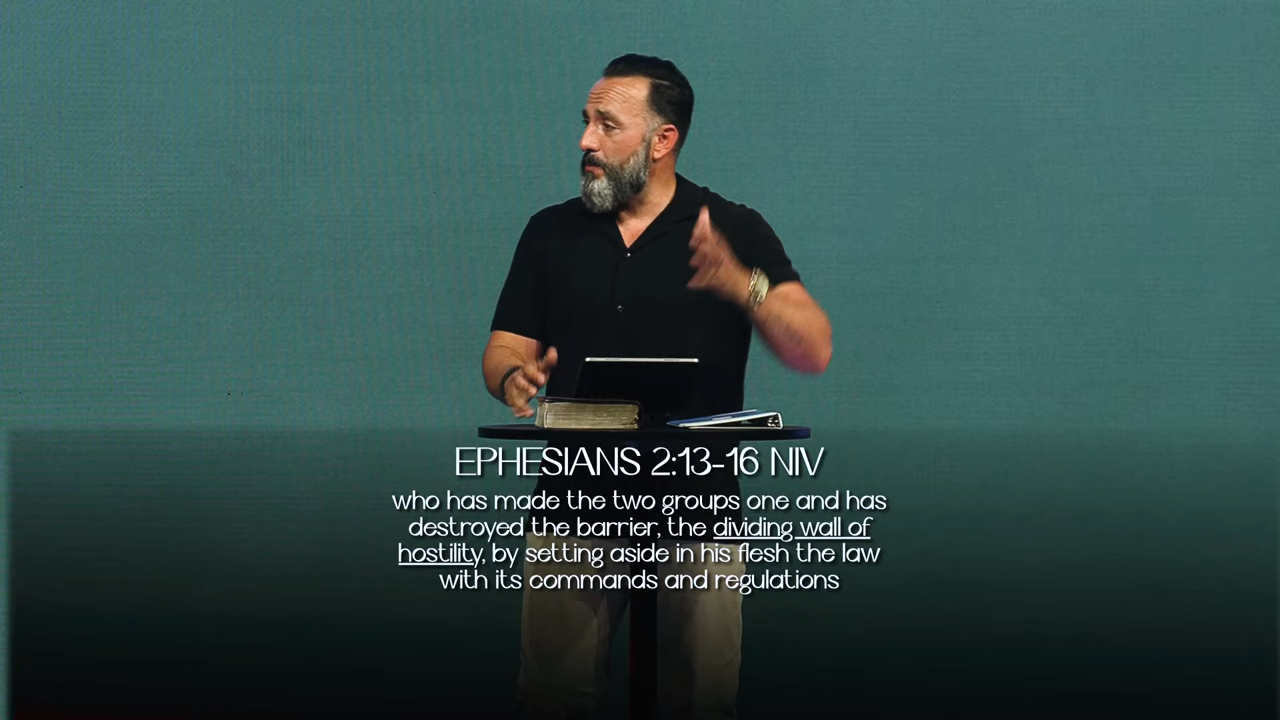 EPHESIANS 2:13-16 NIV
who has made the two groups one and has
destroyed the barrier, the dividing wall of
hostility, by setting aside in his flesh the law
with its commands and regulations